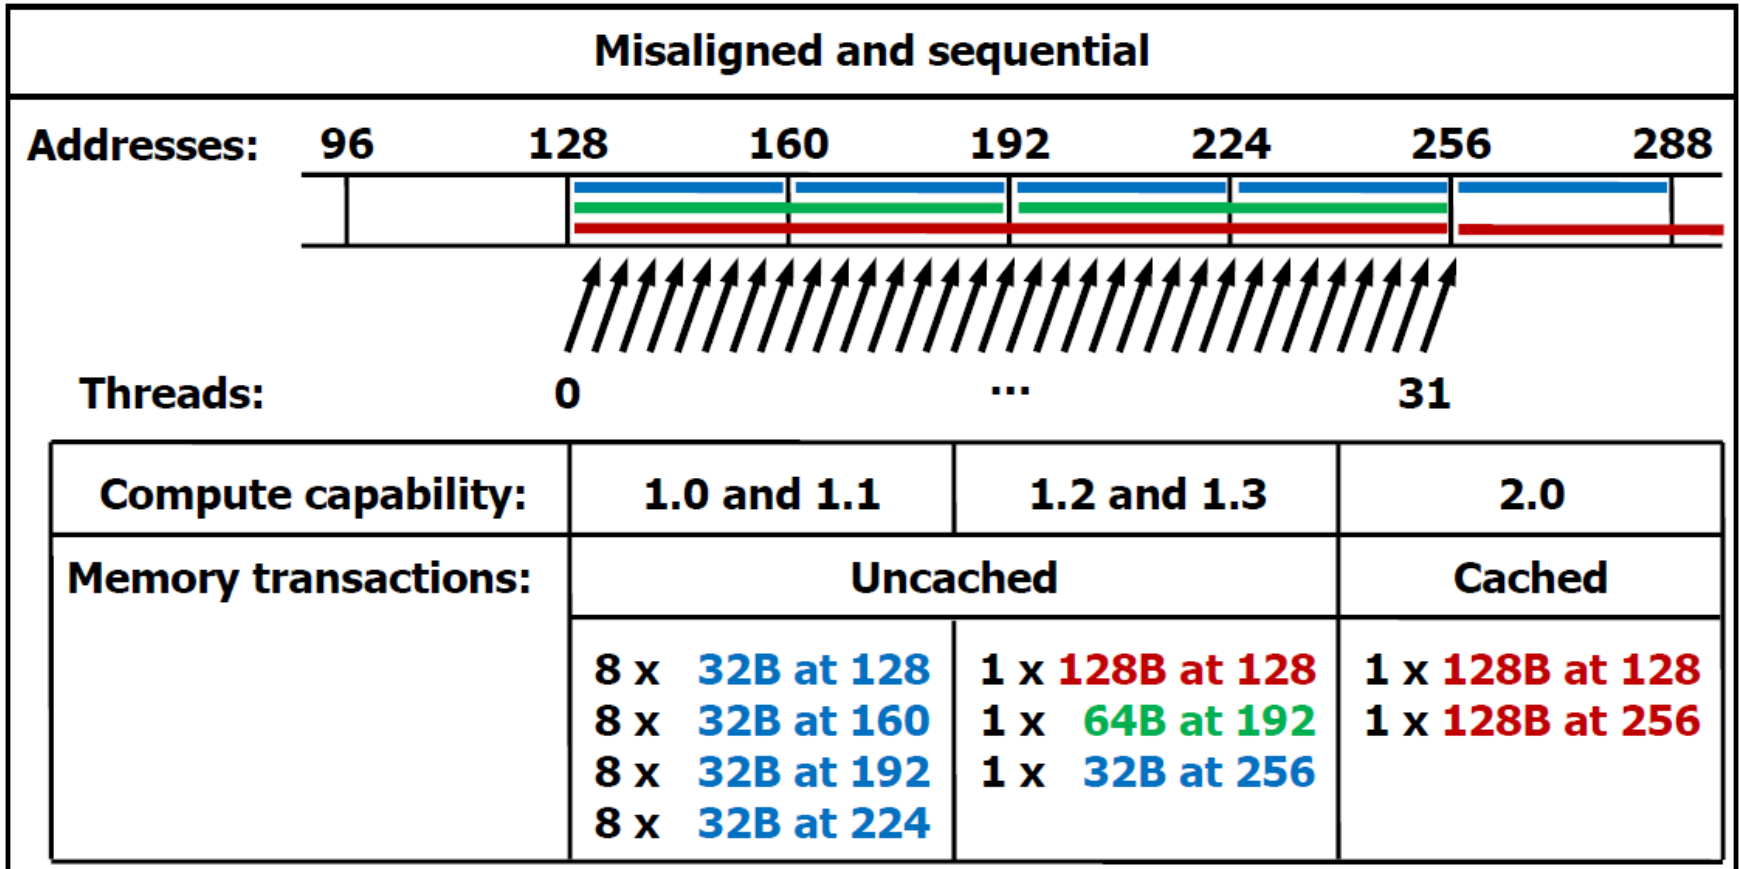 Misaligned and sequential
Addresses: 96 128 160 192 224 256 288
Threads: 0 ... 31
Compute capability: 1.0 and 1.1 1.2 and 1.3 2.0
Memory transactions: Uncached Cached
8 x 32B at 128 1 x 128B at 128 1 x 128B at 128
8 x 32B at 160 1 x 64B at 192 1 x 128B at 256
8 x 32B at 192 1 x 32B at 256
8 x 32B at 224